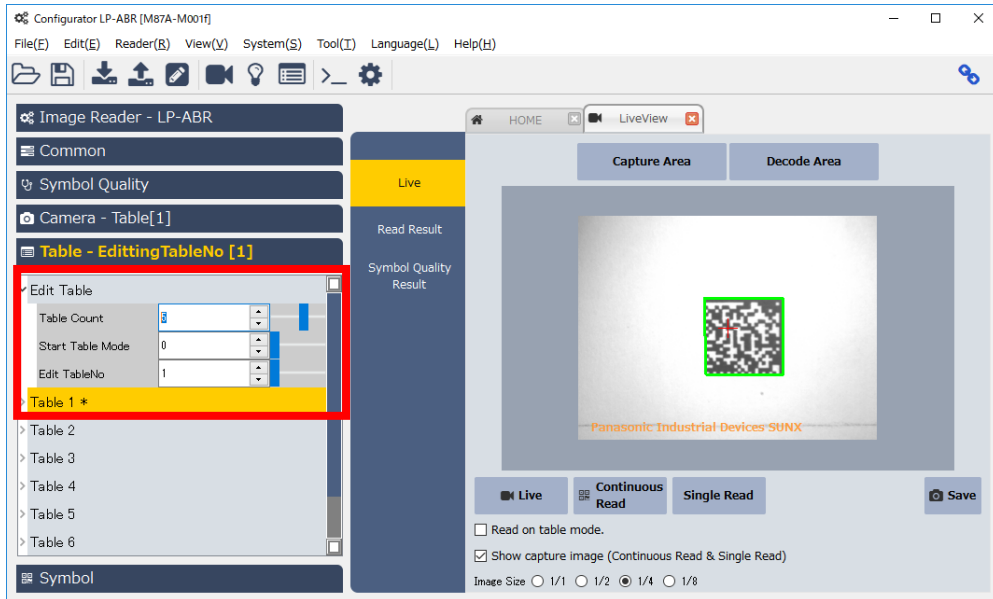 Configurator LP-ABR [M87A-M001f]
File(F) Edit(E) Reader(R) View(V) System(S) Tool(T) Language(L) Help(H)
Image Reader - LP-ABR
Common
Symbol Quality
Camera - Table[1]
Table - EdittingTableNo [1]
Edit Table
Table Count 5
Start Table Mode 0
Edit TableNo 1
Table 1 *
Table 2
Table 3
Table 4
Table 5
Table 6
Symbol
Live
Read Result
Symbol Quality
Result
HOME LiveView
Capture Area Decode Area
Panasonic Industrial Devices SUNX
Live Continuous
Read Single Read Save
Read on table mode.
Show capture image (Continuous Read & Single Read)
Image Size 1/1 1/2 1/4 1/8